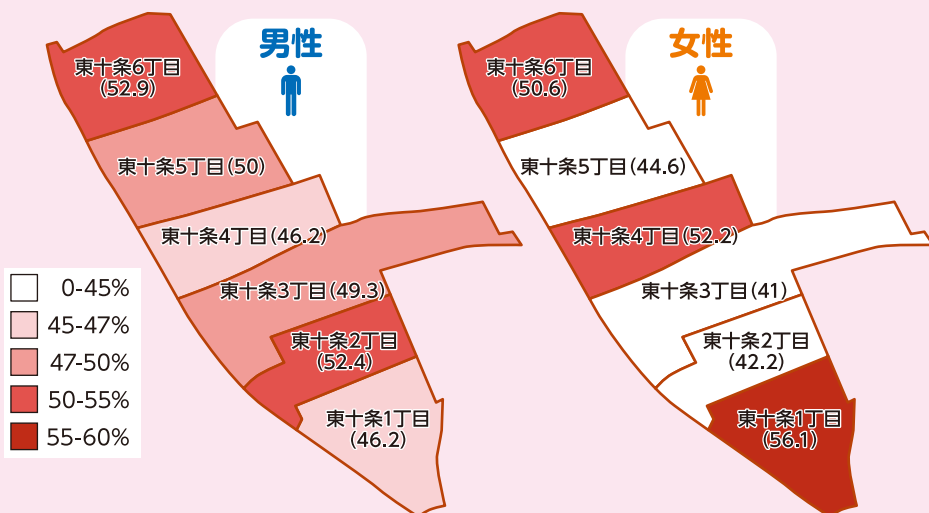 男性
東十条6丁目
(52.9)
東十条5丁目(50)
東十条4丁目(46.2)
東十条3丁目(49.3)
東十条2丁目
(52.4)
東十条1丁目
(46.2)
女性
東十条6丁目
(50.6)
東十条5丁目(44.6)
東十条4丁目(52.2)
東十条3丁目(41)
東十条2丁目
(42.2)
東十条1丁目
(56.1)
0-45%
45-47%
47-50%
50-55%
55-60%